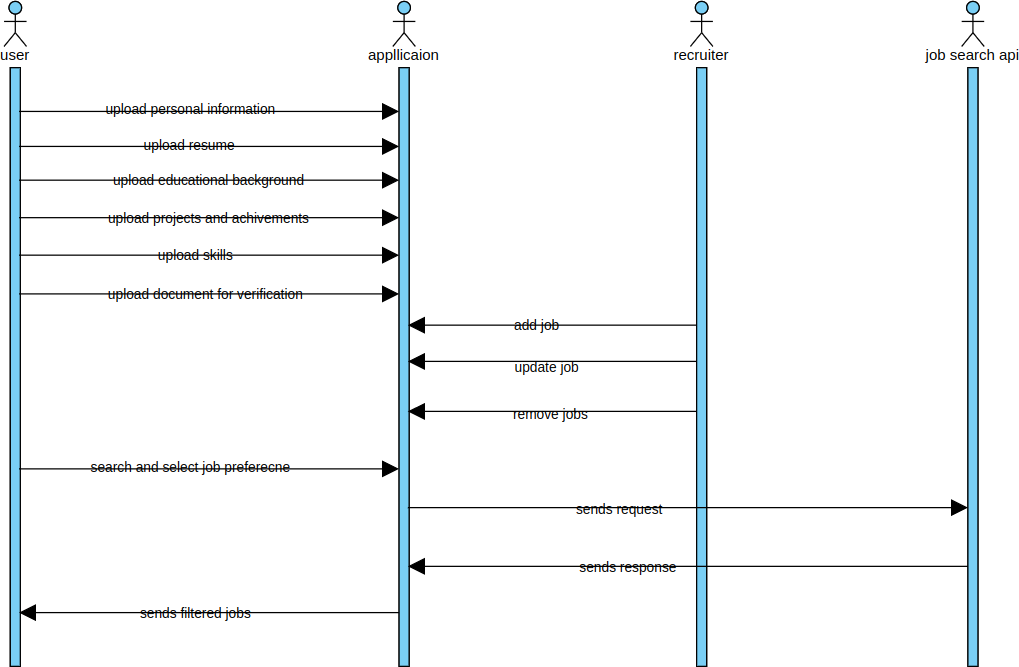 user
appllicaion
recruiter
job search api
upload personal information
upload resume
upload educational background
upload projects and achivements
upload skills
upload document for verification
add job
update job
remove jobs
search and select job preferecne
sends request
sends response
sends filtered jobs